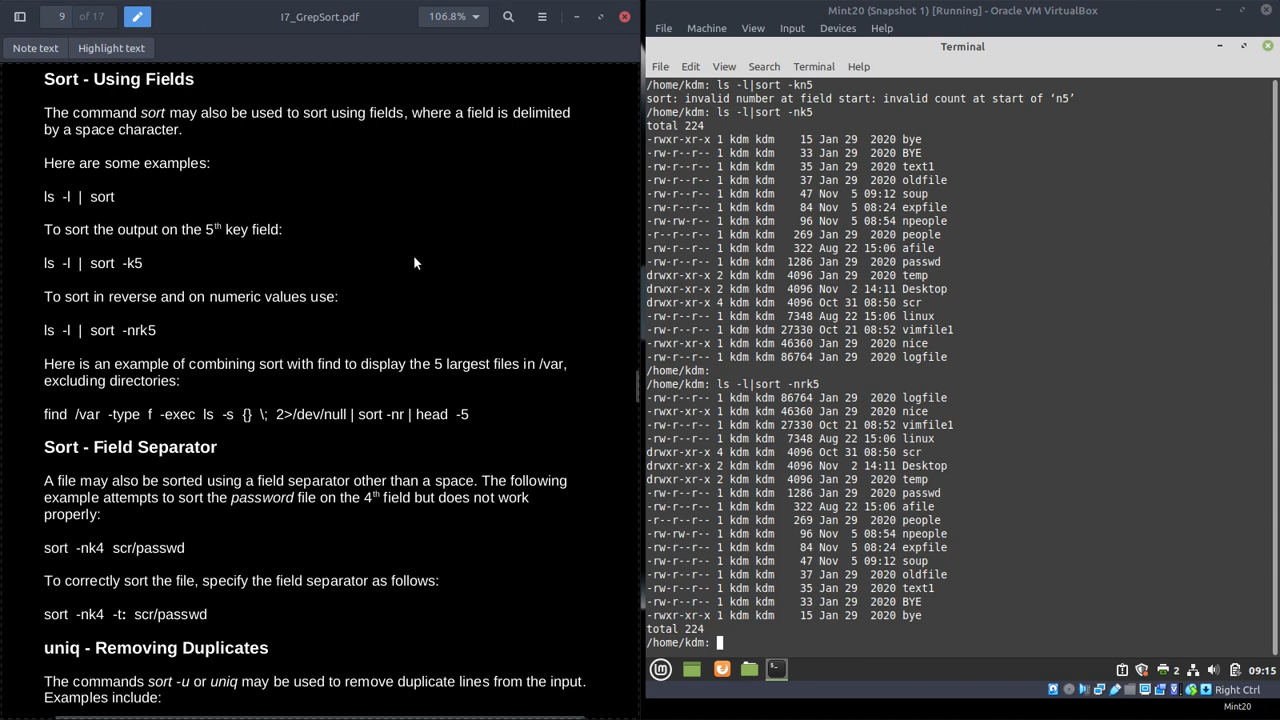 9 of 17
I7_GrepSort.pdf
106.8%
Note text
Highlight text
Sort - Using Fields
The command sort may also be used to sort using fields, where a field is delimited
by a space character.
Here are some examples:
ls -l | sort
To sort the output on the 5th key field:
ls -l | sort -k5
To sort in reverse and on numeric values use:
ls -l | sort -nrk5
Here is an example of combining sort with find to display the 5 largest files in /var,
excluding directories:
find /var -type f -exec ls -s {} \; 2>/dev/null | sort -nr | head -5
Sort - Field Separator
A file may also be sorted using a field separator other than a space. The following
example attempts to sort the password file on the 4th field but does not work
properly:
sort -nk4 scr/passwd
To correctly sort the file, specify the field separator as follows:
sort -nk4 -t: scr/passwd
uniq - Removing Duplicates
The commands sort -u or uniq may be used to remove duplicate lines from the input.
Examples include:
Mint20 (Snapshot 1) [Running] - Oracle VM VirtualBox
File Machine View Input Devices Help
Terminal
File Edit View Search Terminal Help
/home/kdm: ls -l|sort -kn5
sort: invalid number at field start: invalid count at start of ‘n5’
/home/kdm: ls -l|sort -nk5
total 224
-rwxr-xr-x 1 kdm kdm    15 Jan 29  2020 bye
-rw-r--r-- 1 kdm kdm    33 Jan 29  2020 BYE
-rw-r--r-- 1 kdm kdm    35 Jan 29  2020 text1
-rw-r--r-- 1 kdm kdm    37 Jan 29  2020 oldfile
-rw-r--r-- 1 kdm kdm    47 Nov  5 09:12 soup
-rw-r--r-- 1 kdm kdm    84 Nov  5 08:24 expfile
-rw-rw-r-- 1 kdm kdm    96 Nov  5 08:54 npeople
-r--r--r-- 1 kdm kdm   269 Jan 29  2020 people
-rw-r--r-- 1 kdm kdm   322 Aug 22 15:06 afile
-rw-r--r-- 1 kdm kdm  1286 Jan 29  2020 passwd
drwxr-xr-x 2 kdm kdm  4096 Jan 29  2020 temp
drwxr-xr-x 2 kdm kdm  4096 Nov  2 14:11 Desktop
drwxr-xr-x 4 kdm kdm  4096 Oct 31 08:50 scr
-rw-r--r-- 1 kdm kdm  7348 Aug 22 15:06 linux
-rw-r--r-- 1 kdm kdm 27330 Oct 21 08:52 vimfile1
-rwxr-xr-x 1 kdm kdm 46360 Jan 29  2020 nice
-rw-r--r-- 1 kdm kdm 86764 Jan 29  2020 logfile
/home/kdm:
/home/kdm: ls -l|sort -nrk5
-rw-r--r-- 1 kdm kdm 86764 Jan 29  2020 logfile
-rwxr-xr-x 1 kdm kdm 46360 Jan 29  2020 nice
-rw-r--r-- 1 kdm kdm 27330 Oct 21 08:52 vimfile1
-rw-r--r-- 1 kdm kdm  7348 Aug 22 15:06 linux
drwxr-xr-x 4 kdm kdm  4096 Oct 31 08:50 scr
drwxr-xr-x 2 kdm kdm  4096 Nov  2 14:11 Desktop
drwxr-xr-x 2 kdm kdm  4096 Jan 29  2020 temp
-rw-r--r-- 1 kdm kdm  1286 Jan 29  2020 passwd
-rw-r--r-- 1 kdm kdm   322 Aug 22 15:06 afile
-r--r--r-- 1 kdm kdm   269 Jan 29  2020 people
-rw-rw-r-- 1 kdm kdm    96 Nov  5 08:54 npeople
-rw-r--r-- 1 kdm kdm    84 Nov  5 08:24 expfile
-rw-r--r-- 1 kdm kdm    47 Nov  5 09:12 soup
-rw-r--r-- 1 kdm kdm    37 Jan 29  2020 oldfile
-rw-r--r-- 1 kdm kdm    35 Jan 29  2020 text1
-rw-r--r-- 1 kdm kdm    33 Jan 29  2020 BYE
-rwxr-xr-x 1 kdm kdm    15 Jan 29  2020 bye
total 224
/home/kdm:
2
09:15
Right Ctrl
Mint20